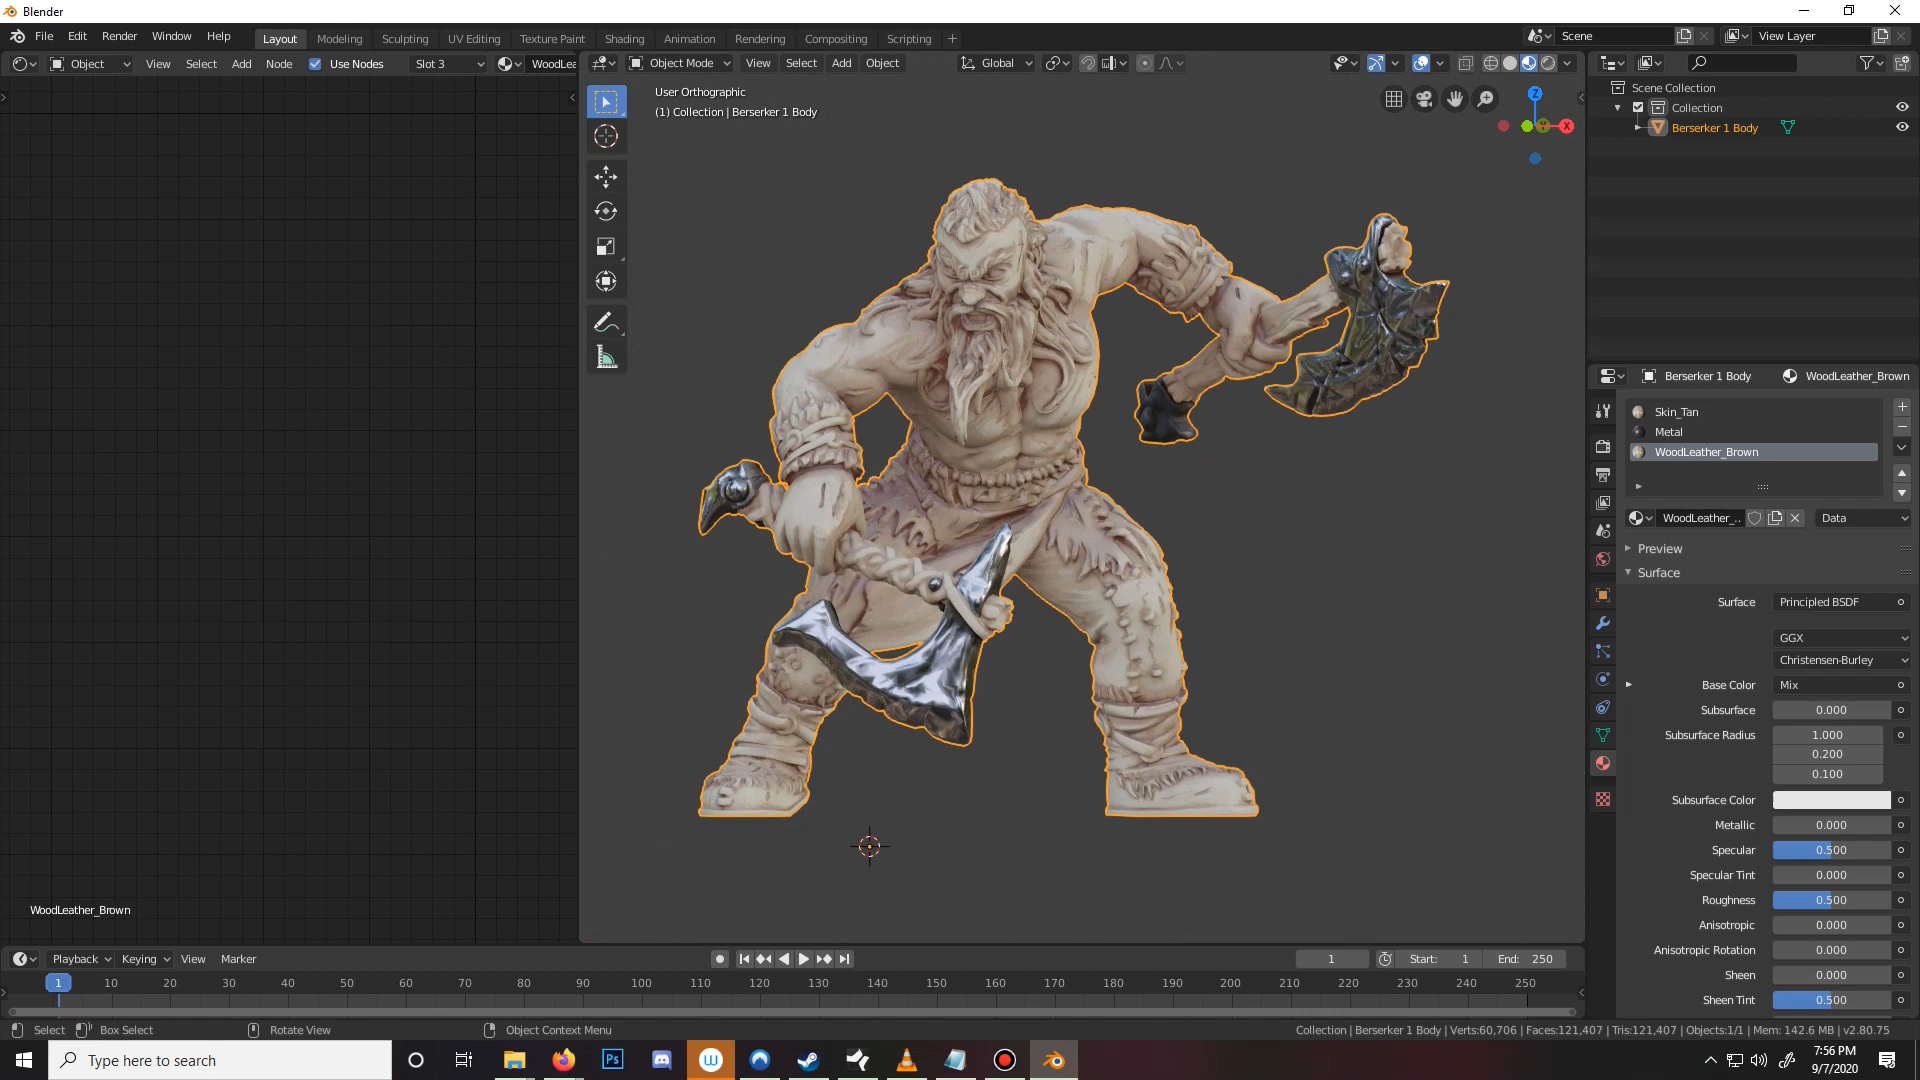 Blender
File Edit Render Window Help Layout Modeling Sculpting UV Editing Texture Paint Shading Animation Rendering Compositing Scripting + Scene View Layer
Object View Select Add Node Use Nodes Slot 3 WoodLea
Object Mode View Select Add Object Global
User Orthographic
(1) Collection | Berserker 1 Body
Z
Y
X
Scene Collection
Collection
Berserker 1 Body
Berserker 1 Body WoodLeather_Brown
Skin_Tan
Metal
WoodLeather_Brown
WoodLeather_.. Data
Preview
Surface
Surface Principled BSDF
GGX
Christensen-Burley
Base Color Mix
Subsurface 0.000
Subsurface Radius 1.000
0.200
0.100
Subsurface Color
Metallic 0.000
Specular 0.500
Specular Tint 0.000
Roughness 0.500
Anisotropic 0.000
Anisotropic Rotation 0.000
Sheen 0.000
Sheen Tint 0.500
WoodLeather_Brown
Playback Keying View Marker 1 Start: 1 End: 250
1 10 20 30 40 50 60 70 80 90 100 110 120 130 140 150 160 170 180 190 200 210 220 230 240 250
Select Box Select Rotate View Object Context Menu Collection | Berserker 1 Body | Verts:60,706 | Faces:121,407 | Tris:121,407 | Objects:1/1 | Mem: 142.6 MB | v2.80.75
Type here to search Ps W 7:56 PM
9/7/2020